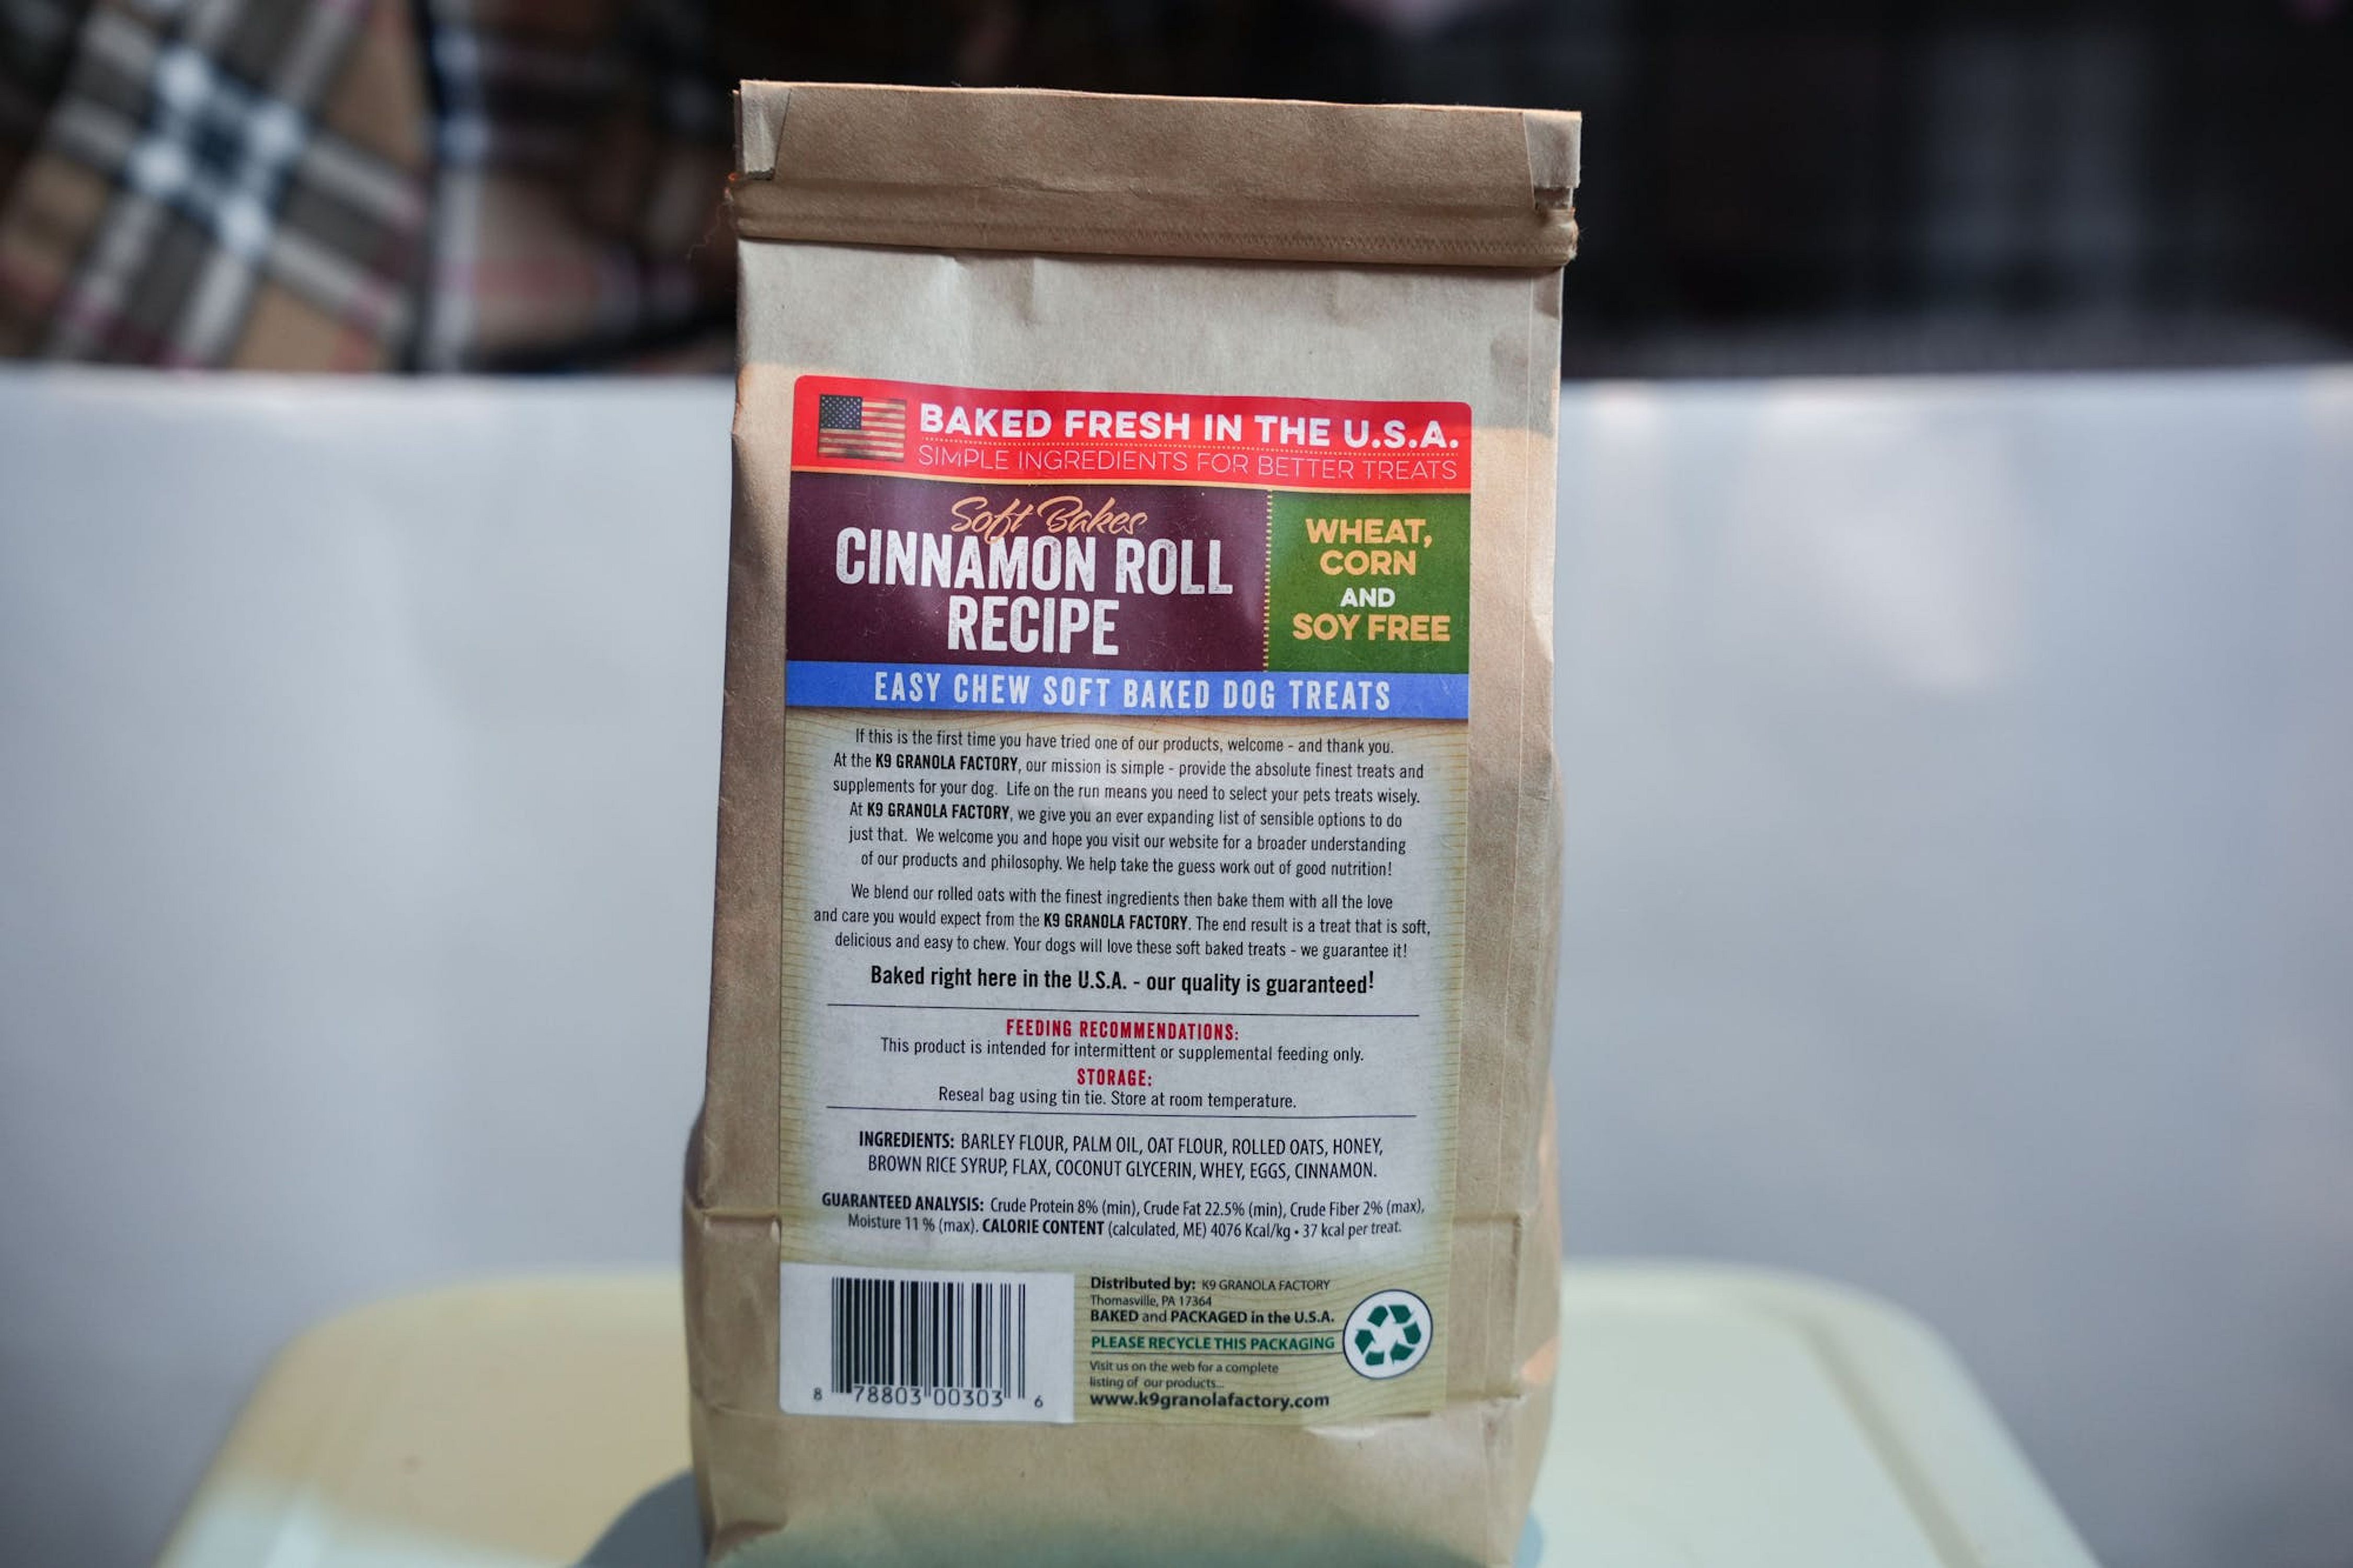 BAKED FRESH IN THE U.S.A.
SIMPLE INGREDIENTS FOR BETTER TREATS
Soft Bakes
CINNAMON ROLL
RECIPE
WHEAT,
CORN
AND
SOY FREE
EASY CHEW SOFT BAKED DOG TREATS
If this is the first time you have tried one of our products, welcome - and thank you.
At the K9 GRANOLA FACTORY, our mission is simple - provide the absolute finest treats and
supplements for your dog. Life on the run means you need to select your pets treats wisely.
At K9 GRANOLA FACTORY, we give you an ever expanding list of sensible options to do
just that. We welcome you and hope you visit our website for a broader understanding
of our products and philosophy. We help take the guess work out of good nutrition!
We blend our rolled oats with the finest ingredients then bake them with all the love
and care you would expect from the K9 GRANOLA FACTORY. The end result is a treat that is soft,
delicious and easy to chew. Your dogs will love these soft baked treats - we guarantee it!
Baked right here in the U.S.A. - our quality is guaranteed!
FEEDING RECOMMENDATIONS:
This product is intended for intermittent or supplemental feeding only.
STORAGE:
Reseal bag using tin tie. Store at room temperature.
INGREDIENTS: BARLEY FLOUR, PALM OIL, OAT FLOUR, ROLLED OATS, HONEY,
BROWN RICE SYRUP, FLAX, COCONUT GLYCERIN, WHEY, EGGS, CINNAMON.
GUARANTEED ANALYSIS: Crude Protein 8% (min), Crude Fat 22.5% (min), Crude Fiber 2% (max),
Moisture 11 % (max). CALORIE CONTENT (calculated, ME) 4076 Kcal/kg • 37 kcal per treat.
8 78803 00303 6
Distributed by: K9 GRANOLA FACTORY
Thomasville, PA 17364
BAKED and PACKAGED in the U.S.A.
PLEASE RECYCLE THIS PACKAGING
Visit us on the web for a complete
listing of our products...
www.k9granolafactory.com